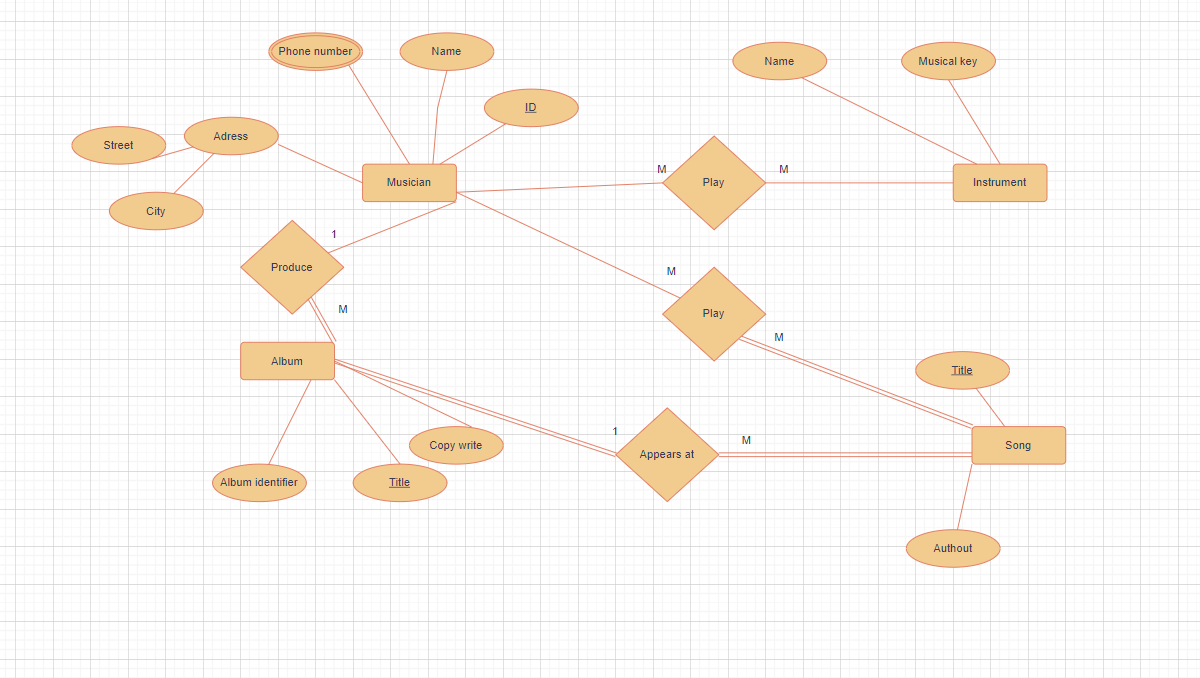 Phone number
Name
Name
Musical key
ID
Adress
Street
M
M
Play
Musician
Instrument
City
1
Produce
M
M
Play
M
Album
Title
1
M
Copy write
Song
Appears at
Album identifier
Title
Authout